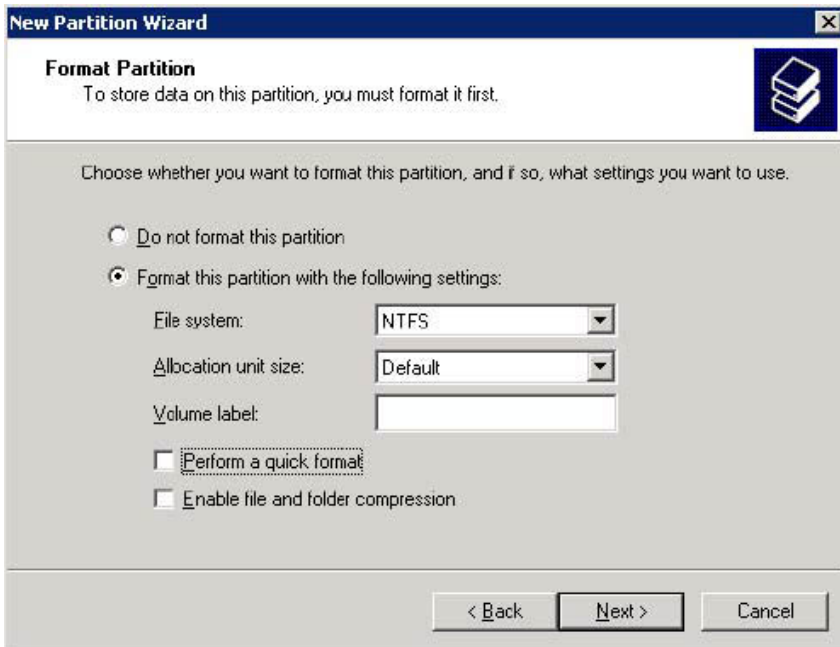 New Partition Wizard
Format Partition
To store data on this partition, you must format it first.
Choose whether you want to format this partition, and if so, what settings you want to use.
Do not format this partition
Format this partition with the following settings:
File system: NTFS
Allocation unit size: Default
Volume label:
Perform a quick format
Enable file and folder compression
< Back Next > Cancel